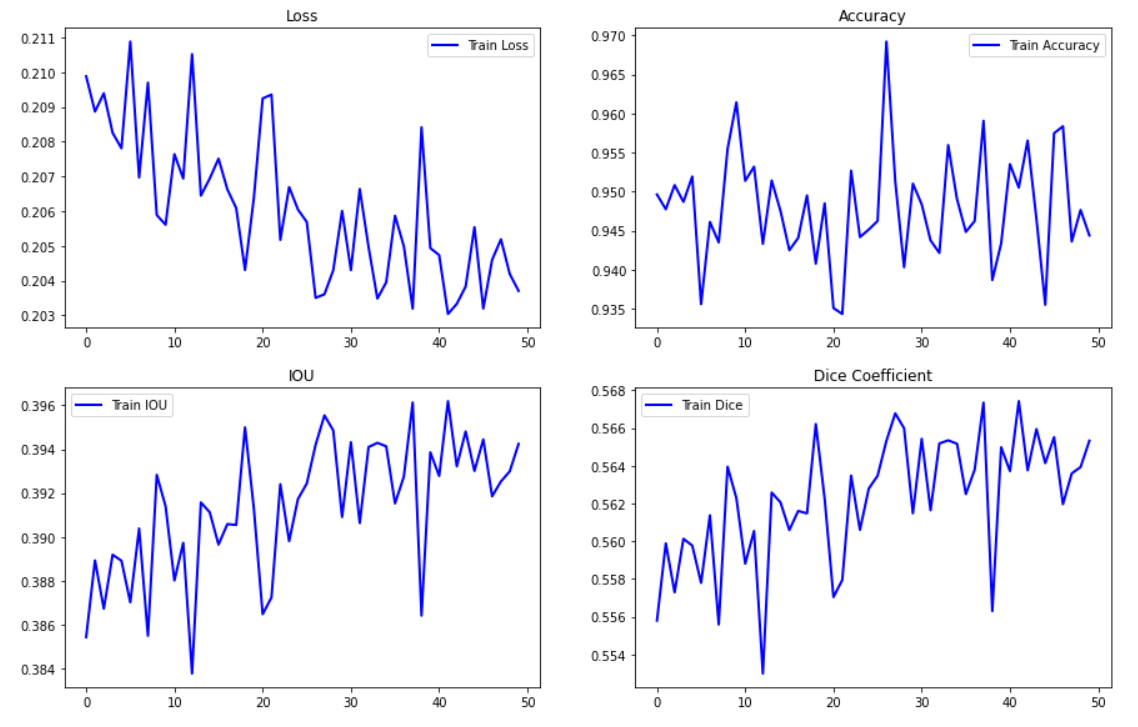 Loss
Train Loss
0.211
0.210
0.209
0.208
0.207
0.206
0.205
0.204
0.203
0 10 20 30 40 50
Accuracy
Train Accuracy
0.970
0.965
0.960
0.955
0.950
0.945
0.940
0.935
0 10 20 30 40 50
IOU
Train IOU
0.396
0.394
0.392
0.390
0.388
0.386
0.384
0 10 20 30 40 50
Dice Coefficient
Train Dice
0.568
0.566
0.564
0.562
0.560
0.558
0.556
0.554
0 10 20 30 40 50